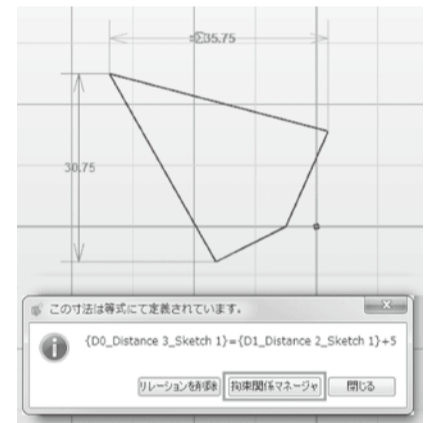 35.75
30.75
この寸法は等式にて定義されています。
{D0_Distance 3_Sketch 1}={D1_Distance 2_Sketch 1}+5
リレーションを削除 拘束関係マネージャ 閉じる